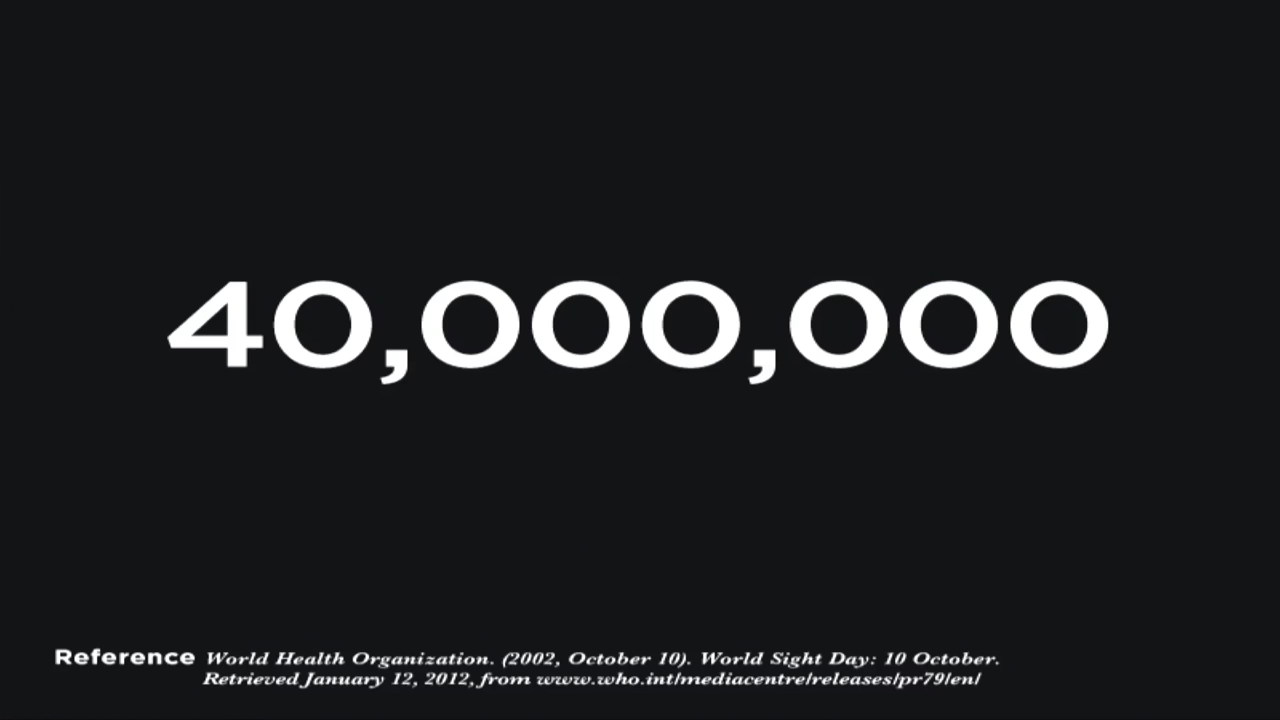 40,000,000
Reference World Health Organization. (2002, October 10). World Sight Day: 10 October.
Retrieved January 12, 2012, from www.who.int/mediacentre/releases/pr79/en/